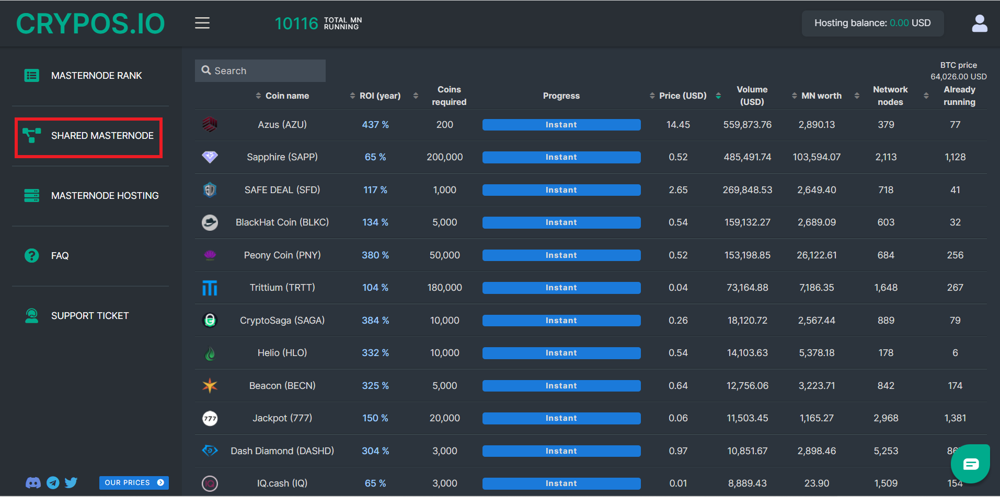 CRYPOS.IO
10116 TOTAL MN RUNNING
Hosting balance: 0.00 USD
MASTERNODE RANK
SHARED MASTERNODE
MASTERNODE HOSTING
FAQ
SUPPORT TICKET
OUR PRICES
Search
BTC price
64,026.00 USD
Coin name ROI (year) Coins required Progress Price (USD) Volume (USD) MN worth Network nodes Already running
Azus (AZU) 437 % 200 Instant 14.45 559,873.76 2,890.13 379 77
Sapphire (SAPP) 65 % 200,000 Instant 0.52 485,491.74 103,594.07 2,113 1,128
SAFE DEAL (SFD) 117 % 1,000 Instant 2.65 269,848.53 2,649.40 718 41
BlackHat Coin (BLKC) 134 % 5,000 Instant 0.54 159,132.27 2,689.09 603 32
Peony Coin (PNY) 380 % 50,000 Instant 0.52 153,198.85 26,122.61 684 256
Trittium (TRTT) 104 % 180,000 Instant 0.04 73,164.88 7,186.35 1,648 267
CryptoSaga (SAGA) 384 % 10,000 Instant 0.26 18,120.72 2,567.44 889 79
Helio (HLO) 332 % 10,000 Instant 0.54 14,103.63 5,378.18 178 6
Beacon (BECN) 325 % 5,000 Instant 0.64 12,756.06 3,223.71 842 174
777 Jackpot (777) 150 % 20,000 Instant 0.06 11,503.45 1,165.27 2,968 1,381
Dash Diamond (DASHD) 304 % 3,000 Instant 0.97 10,851.67 2,898.46 5,253
IQ IQ.cash (IQ) 65 % 3,000 Instant 0.01 8,889.43 23.90 1,509 154